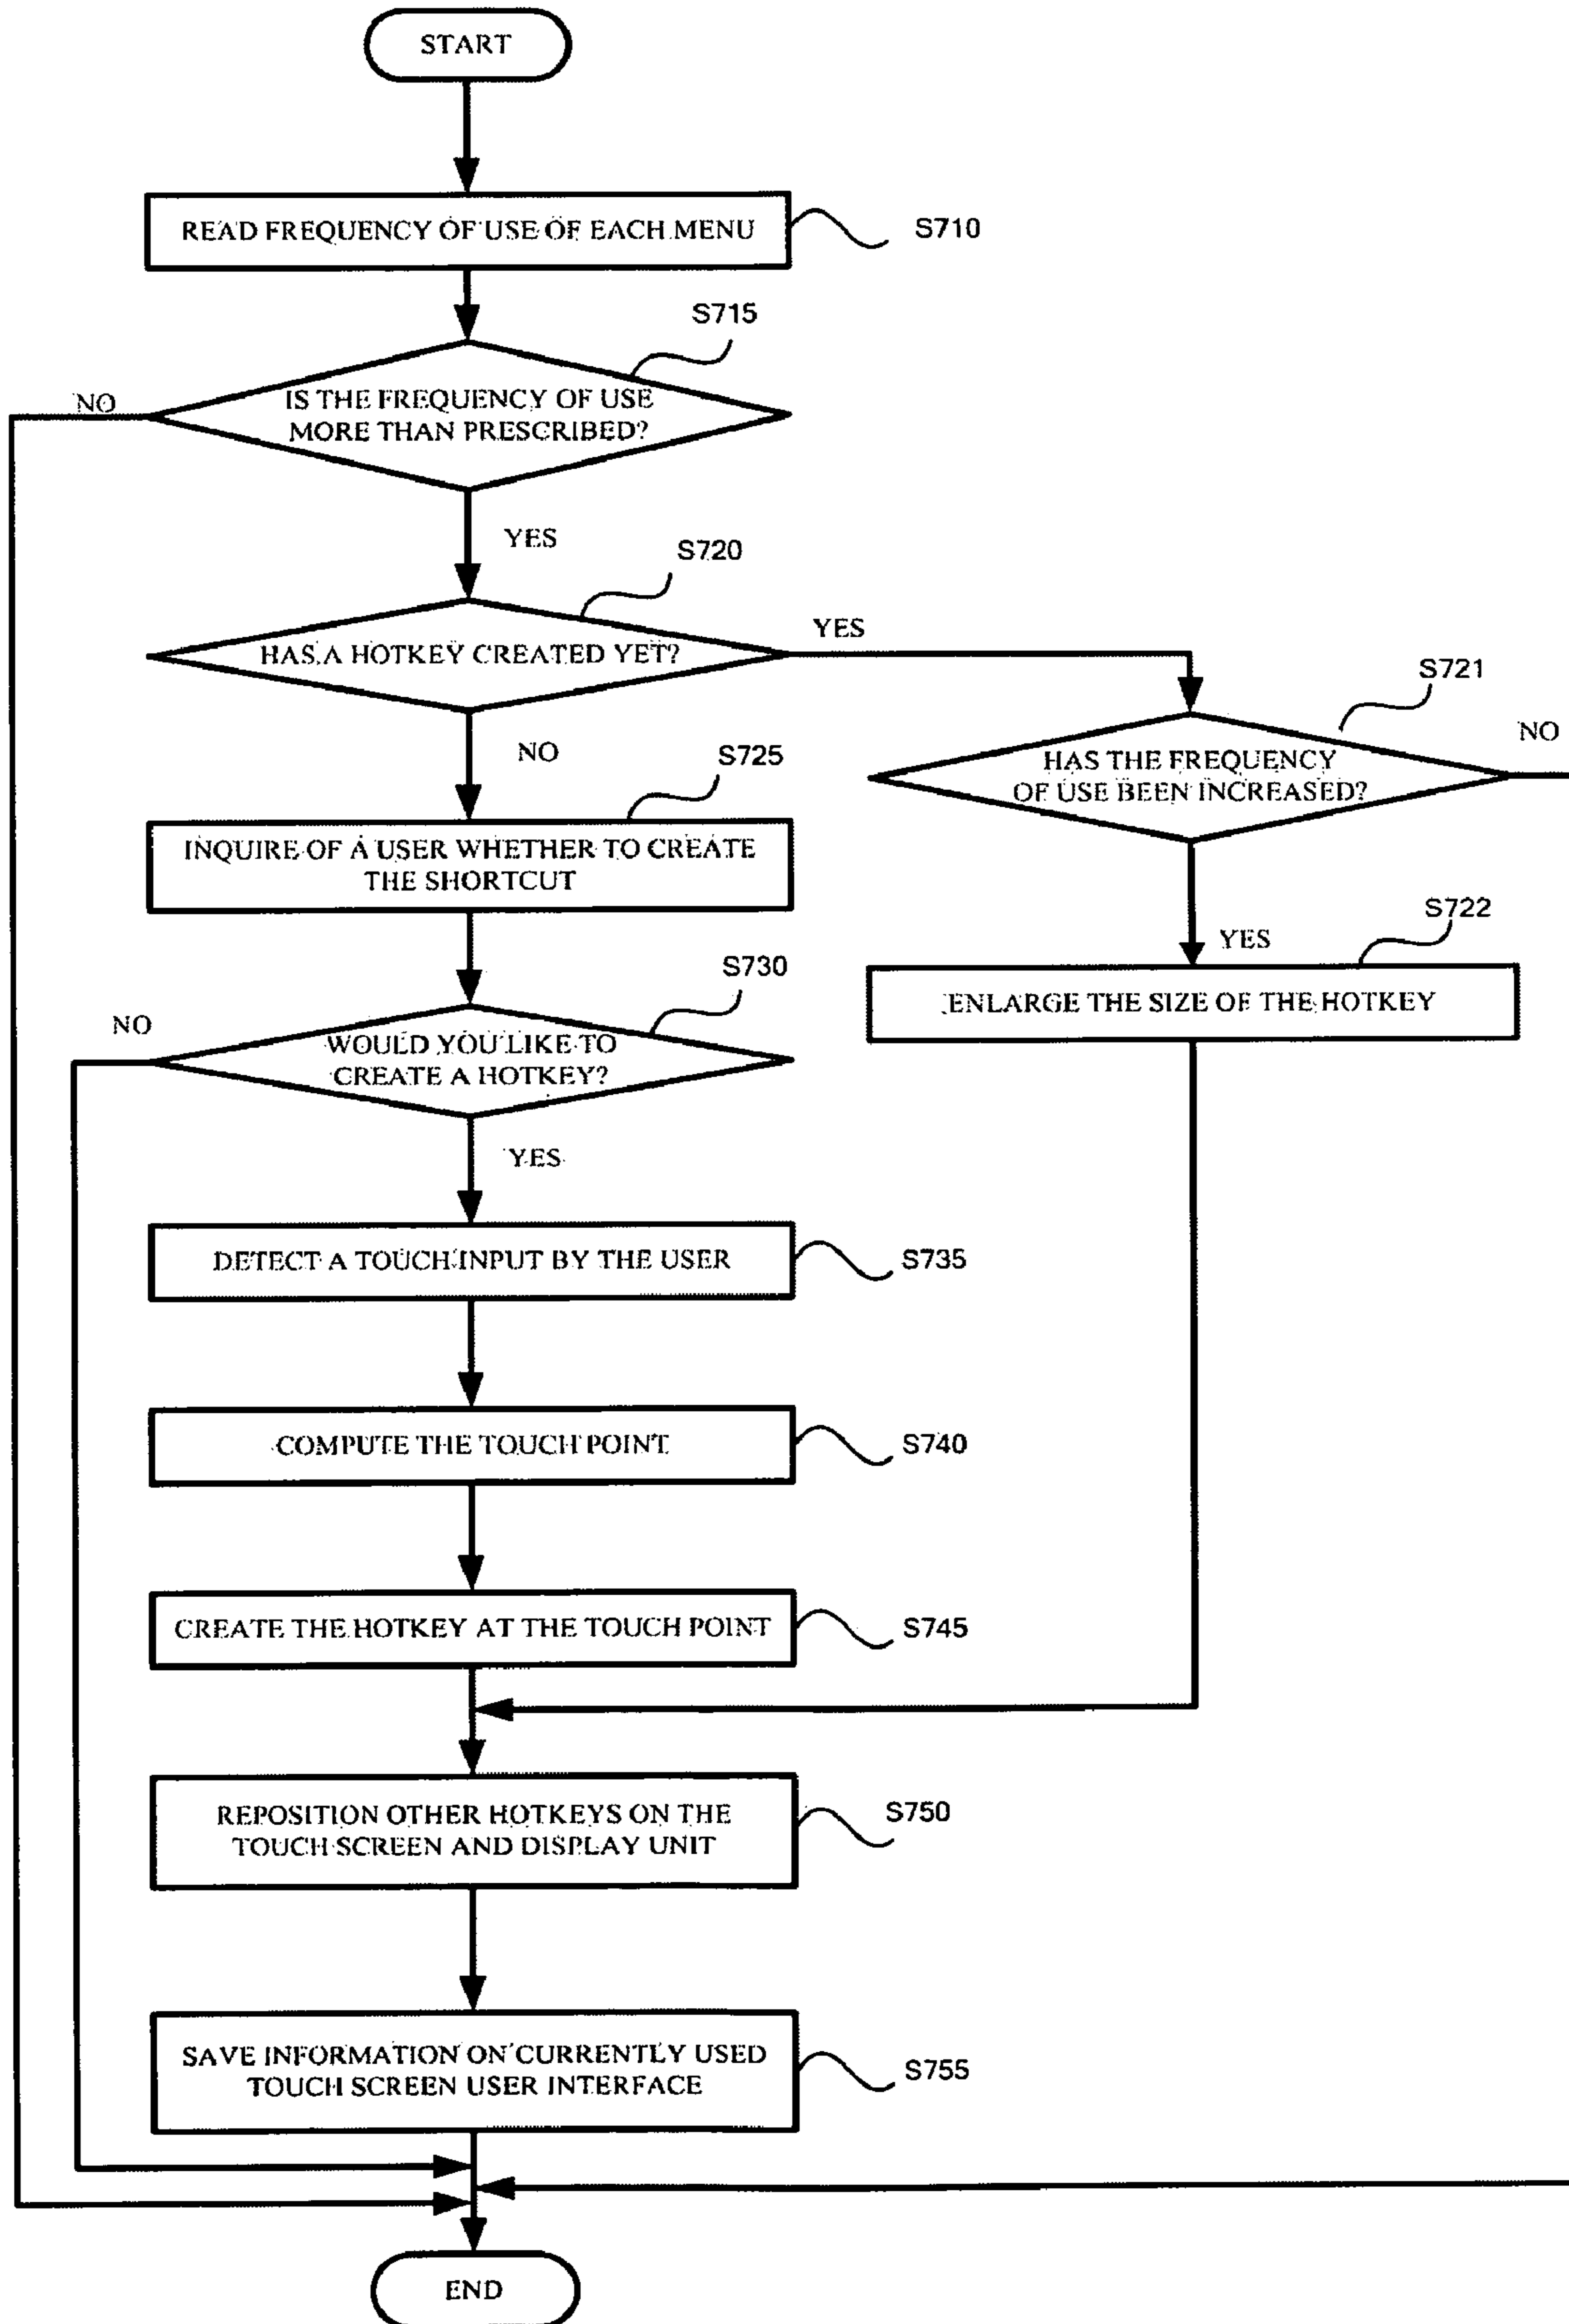 START
READ FREQUENCY OF USE OF EACH MENU
S710
S715
NO
IS THE FREQUENCY OF USE
MORE THAN PRESCRIBED?
YES
S720
HAS A HOTKEY CREATED YET?
YES
S721
NO
HAS THE FREQUENCY
OF USE BEEN INCREASED?
NO
S725
INQUIRE OF A USER WHETHER TO CREATE
THE SHORTCUT
YES
S722
ENLARGE THE SIZE OF THE HOTKEY
S730
NO
WOULD YOU LIKE TO
CREATE A HOTKEY?
YES
DETECT A TOUCH INPUT BY THE USER
S735
COMPUTE THE TOUCH POINT
S740
CREATE THE HOTKEY AT THE TOUCH POINT
S745
REPOSITION OTHER HOTKEYS ON THE
TOUCH SCREEN AND DISPLAY UNIT
S750
SAVE INFORMATION ON CURRENTLY USED
TOUCH SCREEN USER INTERFACE
S755
END